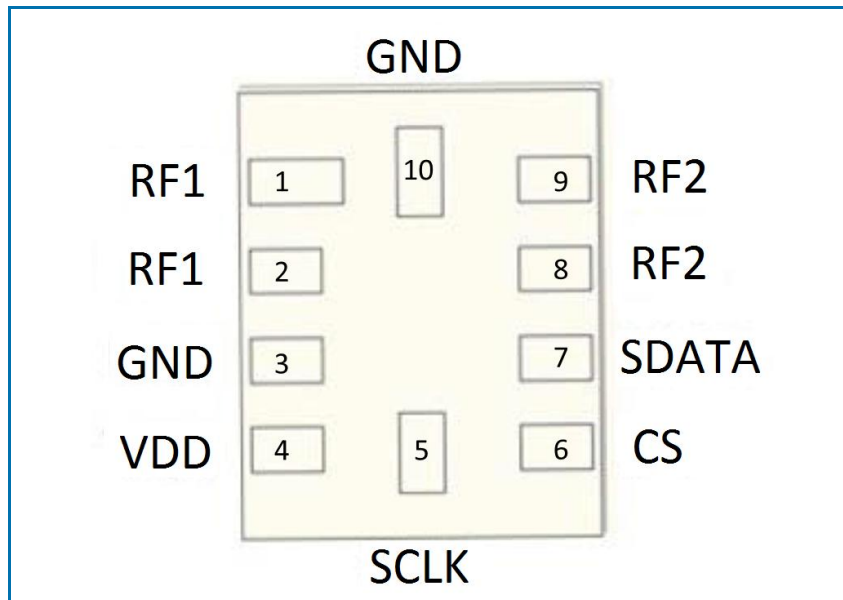 GND
RF1 1 10 9 RF2
RF1 2 8 RF2
GND 3 7 SDATA
VDD 4 5 6 CS
SCLK